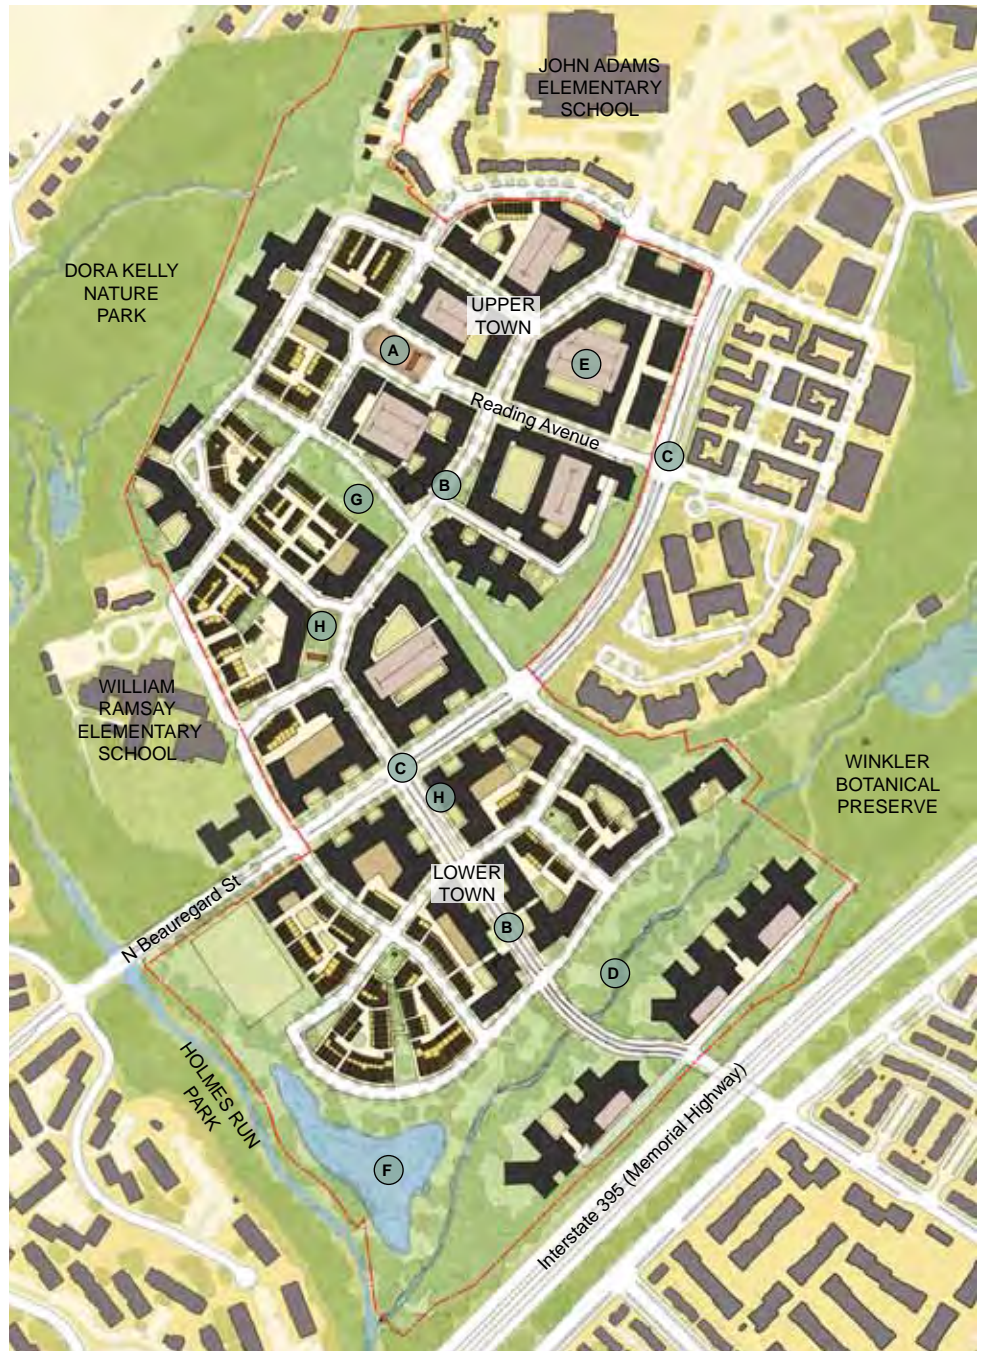 JOHN ADAMS
ELEMENTARY
SCHOOL
DORA KELLY
NATURE
PARK
UPPER
TOWN
A
E
Reading Avenue
C
B
G
H
WILLIAM
RAMSAY
ELEMENTARY
SCHOOL
C
H
WINKLER
BOTANICAL
PRESERVE
LOWER
TOWN
N Beauregard St
B
D
HOLMES RUN
PARK
F
Interstate 395 (Memorial Highway)